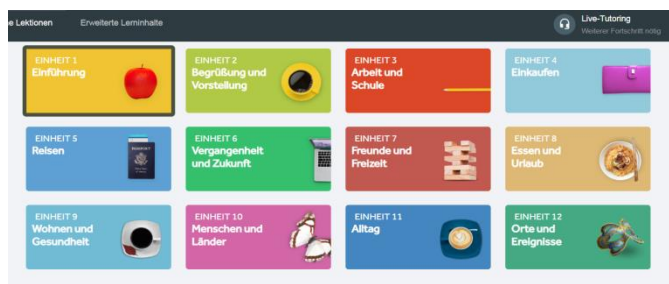 e Lektionen
Erweiterte Lerninhalte
Live-Tutoring
Weiterer Fortschritt nötig
EINHEIT 1
Einführung
EINHEIT 2
Begrüßung und
Vorstellung
EINHEIT 3
Arbeit und
Schule
EINHEIT 4
Einkaufen
EINHEIT 5
Reisen
EINHEIT 6
Vergangenheit
und Zukunft
EINHEIT 7
Freunde und
Freizeit
EINHEIT 8
Essen und
Urlaub
EINHEIT 9
Wohnen und
Gesundheit
EINHEIT 10
Menschen und
Länder
EINHEIT 11
Alltag
EINHEIT 12
Orte und
Ereignisse